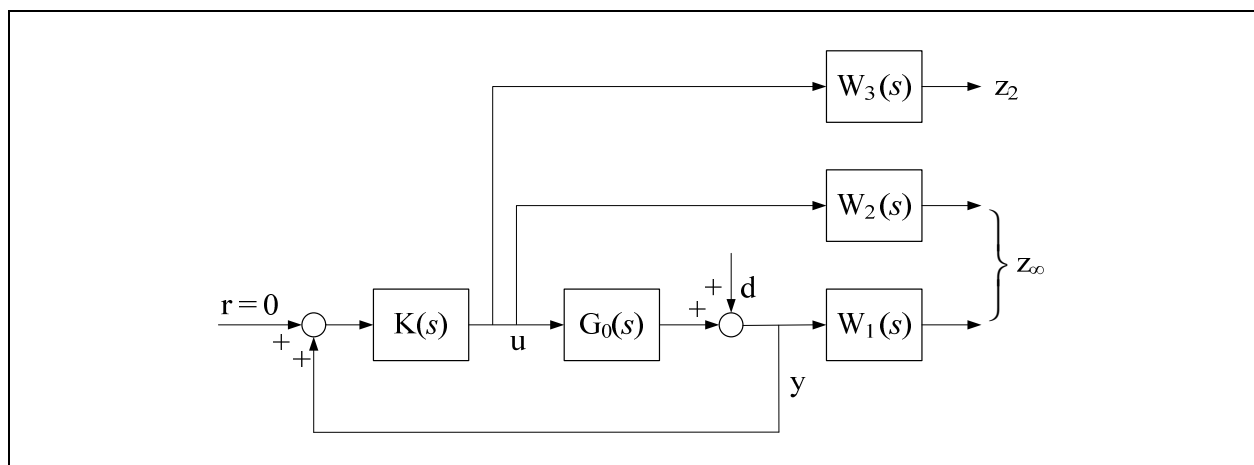 W₃(s)
z₂
W₂(s)
z∞
r = 0
+
+
K(s)
u
G₀(s)
+
+
d
W₁(s)
y